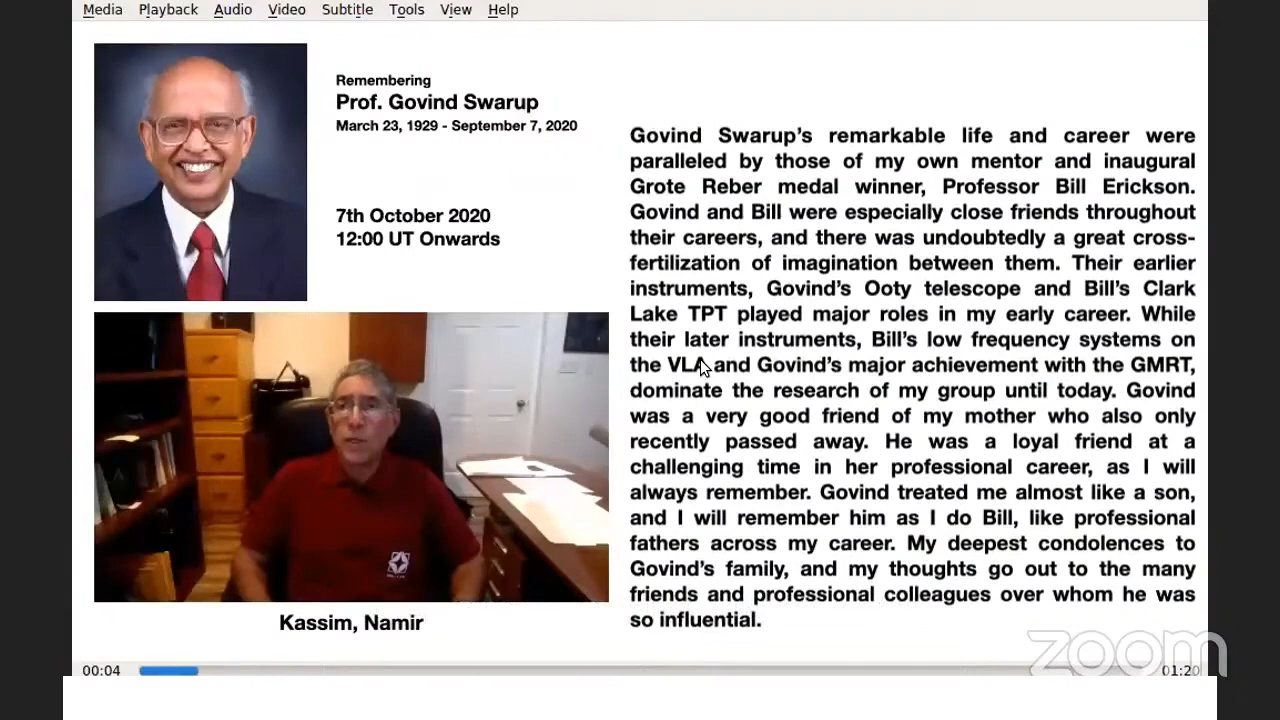 Media Playback Audio Video Subtitle Tools View Help
Remembering
Prof. Govind Swarup
March 23, 1929 - September 7, 2020
7th October 2020
12:00 UT Onwards
Kassim, Namir
Govind Swarup's remarkable life and career were
paralleled by those of my own mentor and inaugural
Grote Reber medal winner, Professor Bill Erickson.
Govind and Bill were especially close friends throughout
their careers, and there was undoubtedly a great cross-
fertilization of imagination between them. Their earlier
instruments, Govind's Ooty telescope and Bill's Clark
Lake TPT played major roles in my early career. While
their later instruments, Bill's low frequency systems on
the VLA and Govind's major achievement with the GMRT,
dominate the research of my group until today. Govind
was a very good friend of my mother who also only
recently passed away. He was a loyal friend at a
challenging time in her professional career, as I will
always remember. Govind treated me almost like a son,
and I will remember him as I do Bill, like professional
fathers across my career. My deepest condolences to
Govind's family, and my thoughts go out to the many
friends and professional colleagues over whom he was
so influential.
00:04
01:20
zoom